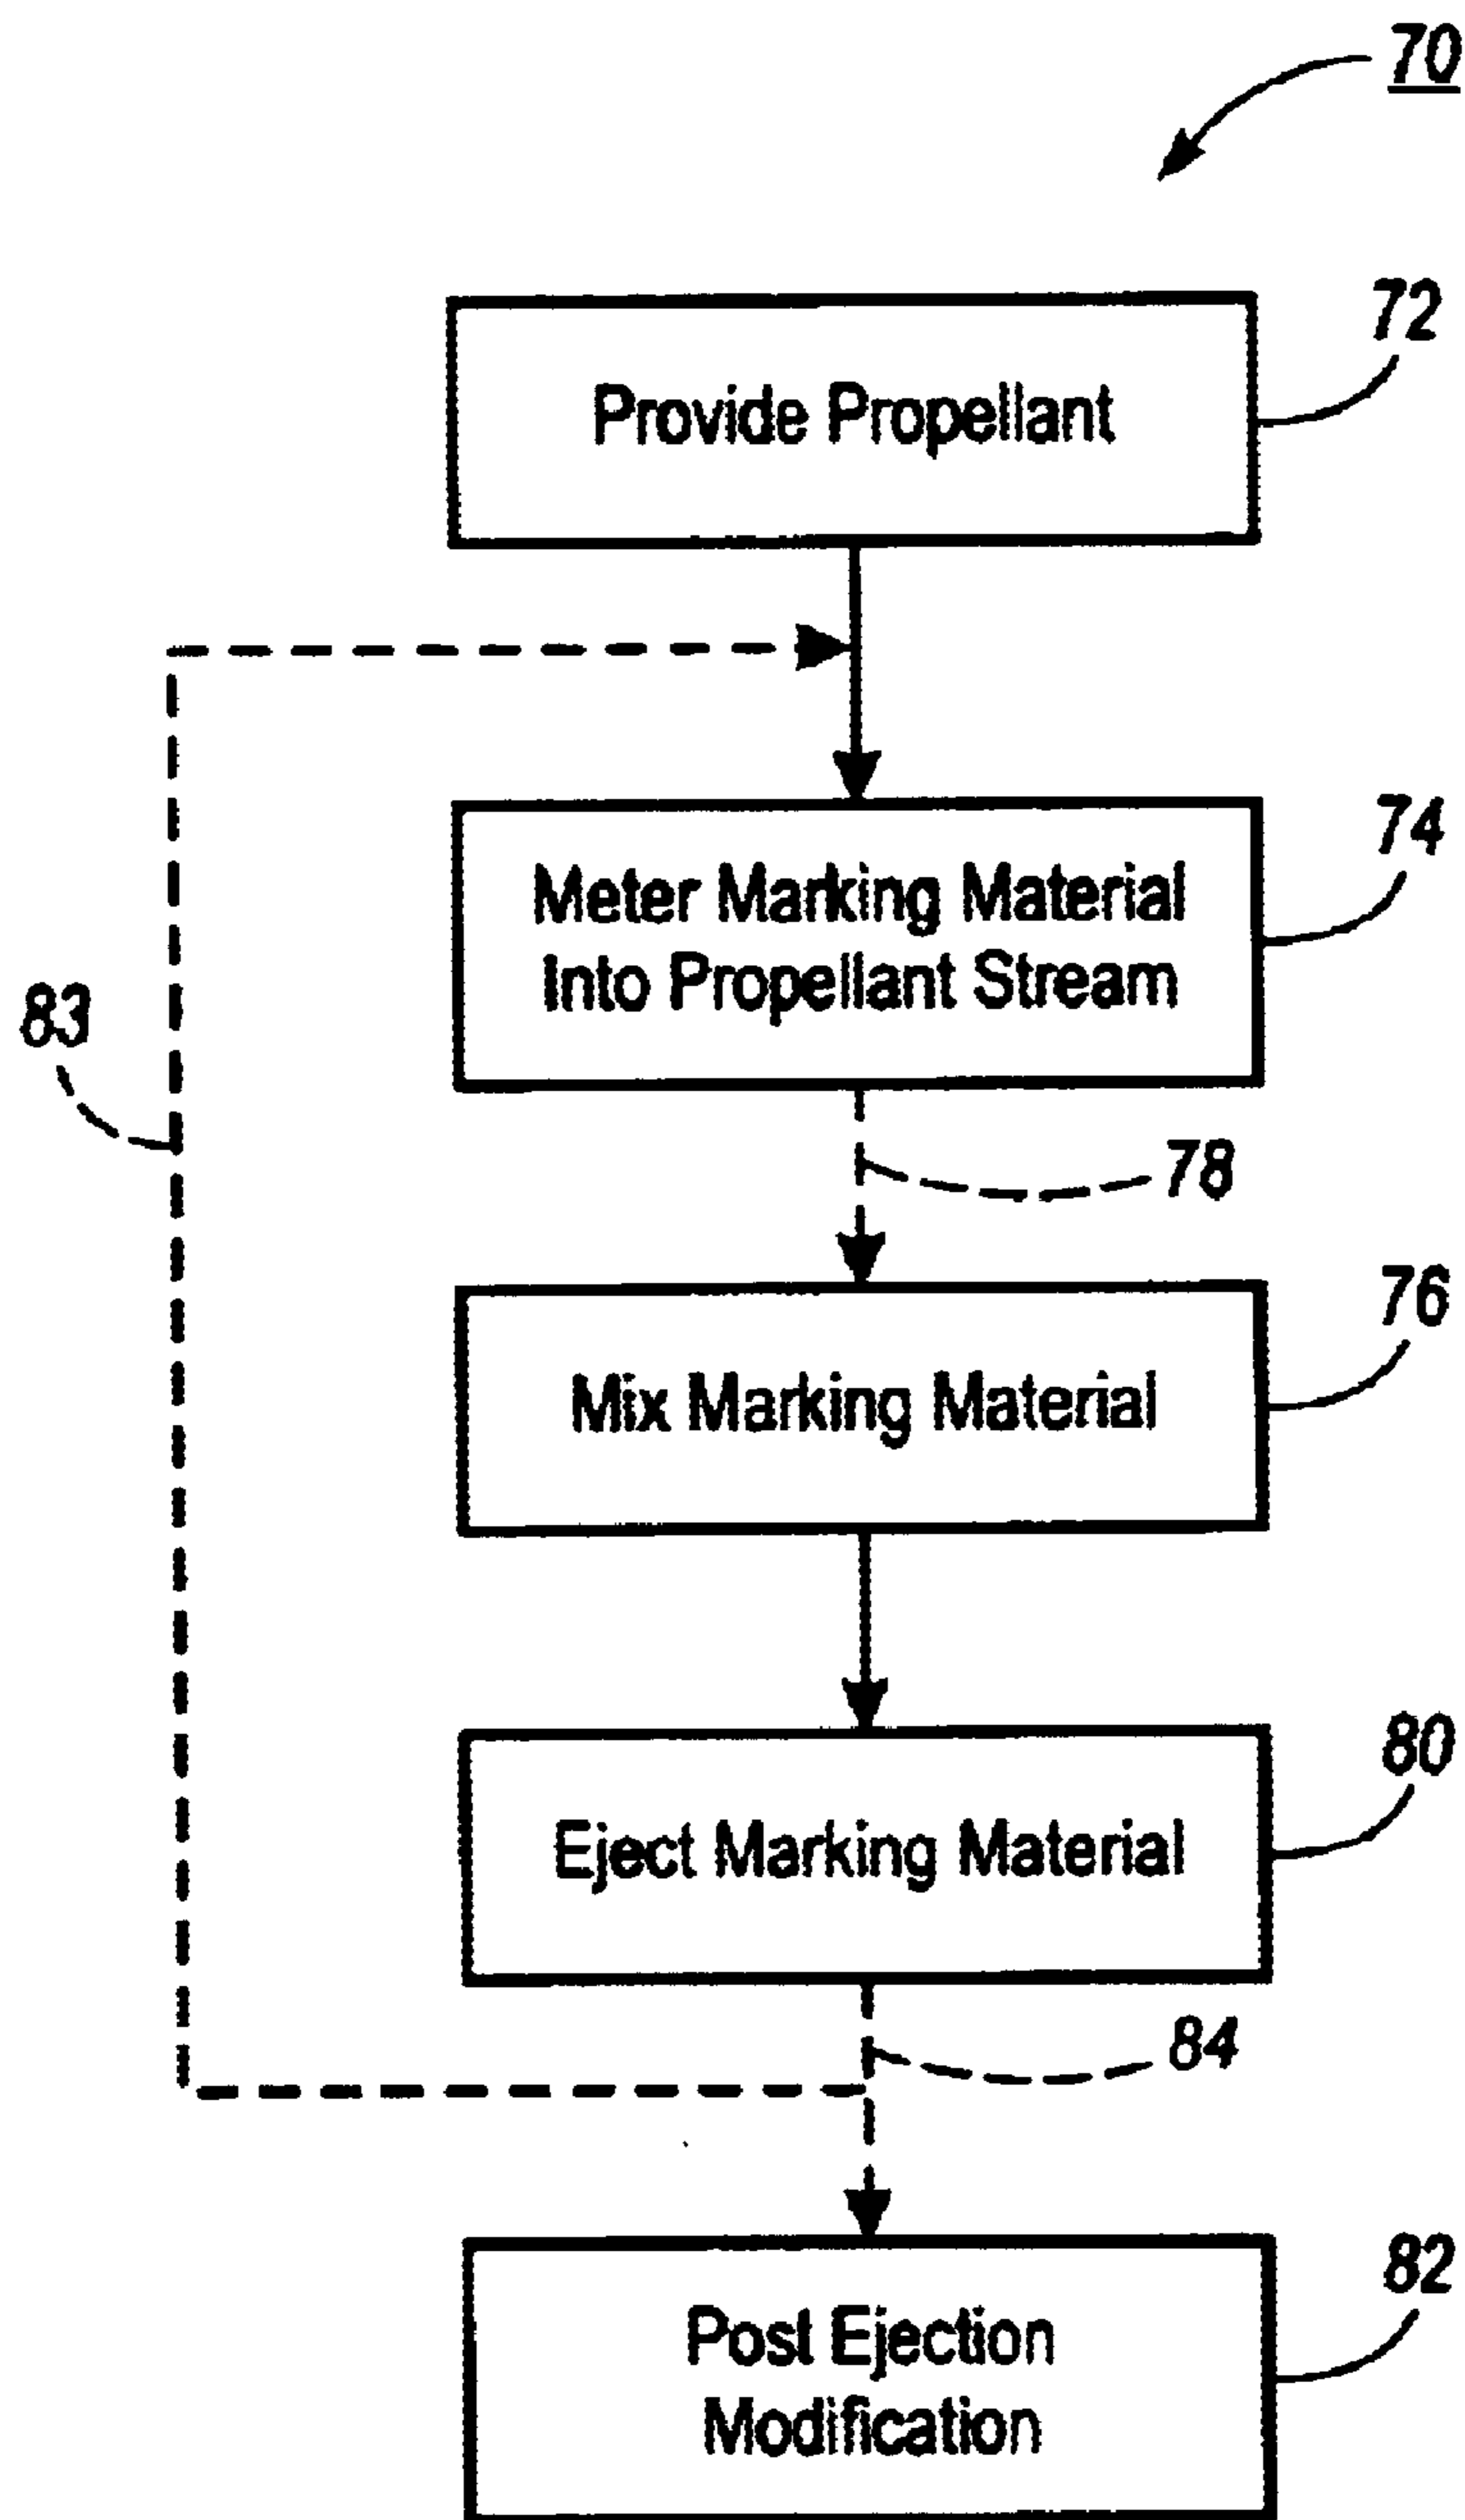 70
72
Provide Propellant
74
Meter Marking Material
Into Propellant Stream
83
78
76
Mix Marking Material
80
Eject Marking Material
84
82
Post Ejection
Modification